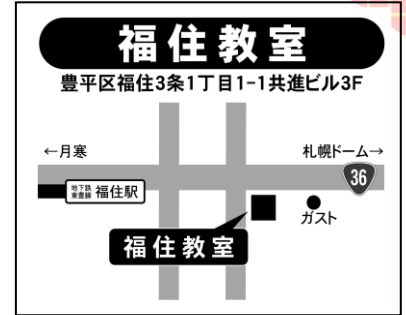 福住教室
豊平区福住3条1丁目1-1共進ビル3F
←月寒
札幌ドーム→
36
地下鉄
東豊線
福住駅
ガスト
福住教室